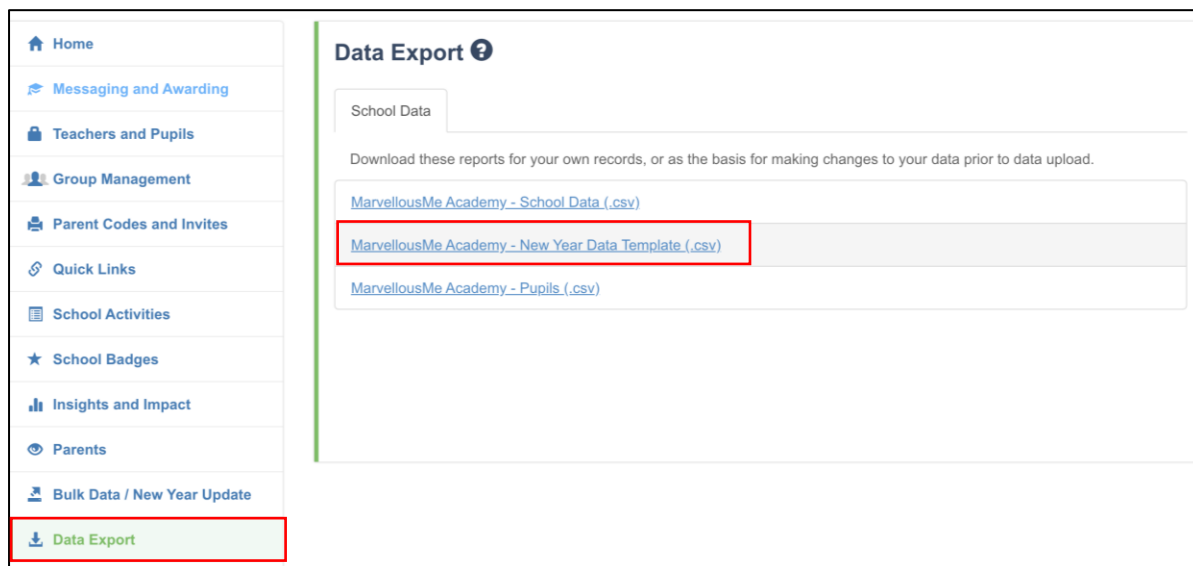 Home
Messaging and Awarding
Teachers and Pupils
Group Management
Parent Codes and Invites
Quick Links
School Activities
School Badges
Insights and Impact
Parents
Bulk Data / New Year Update
Data Export
Data Export ?
School Data
Download these reports for your own records, or as the basis for making changes to your data prior to data upload.
MarvellousMe Academy - School Data (.csv)
MarvellousMe Academy - New Year Data Template (.csv)
MarvellousMe Academy - Pupils (.csv)